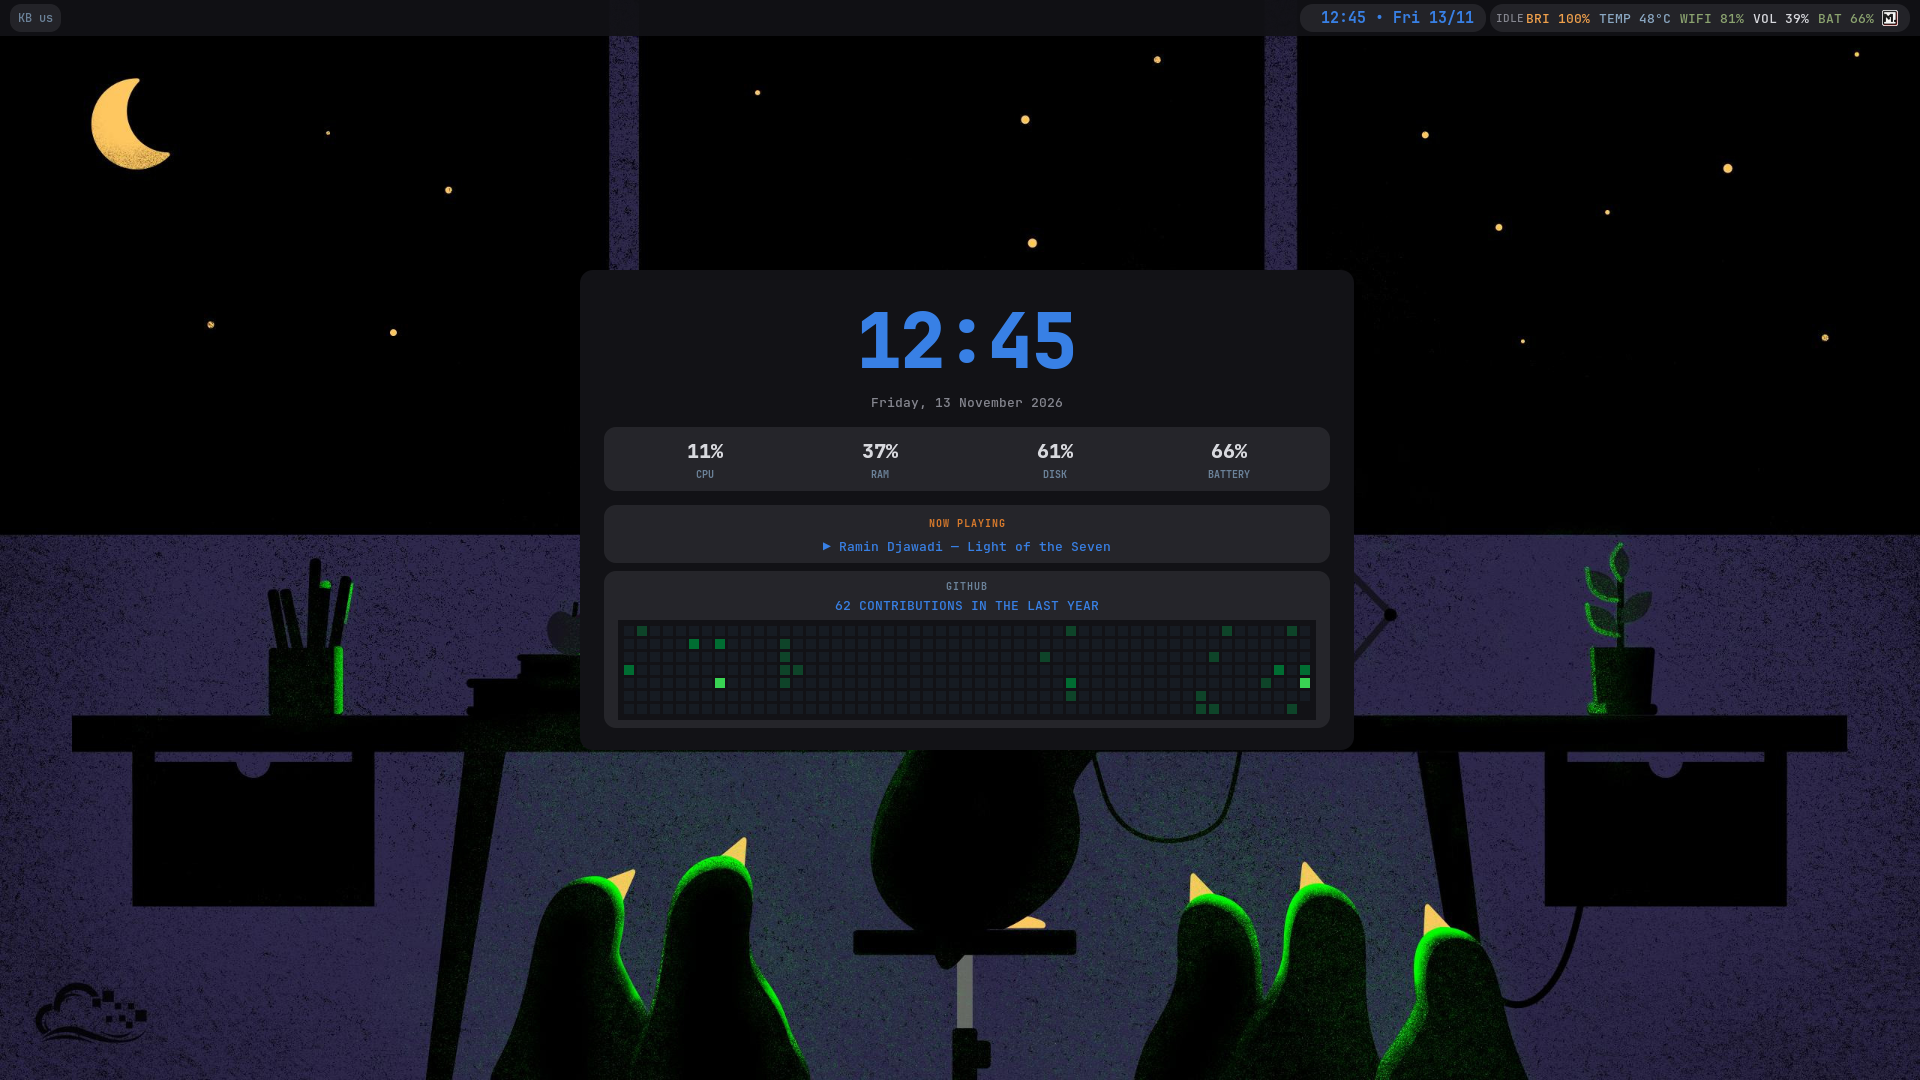 KB us
12:45 • Fri 13/11
IDLE BRI 100% TEMP 48°C WIFI 81% VOL 39% BAT 66%
12:45
Friday, 13 November 2026
11% 37% 61% 66%
CPU RAM DISK BATTERY
NOW PLAYING
▶ Ramin Djawadi — Light of the Seven
GITHUB
62 CONTRIBUTIONS IN THE LAST YEAR